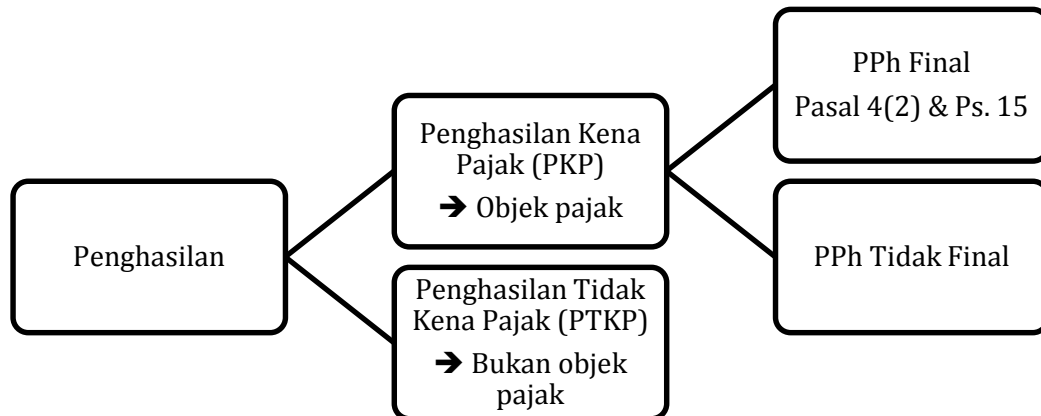 Penghasilan
Penghasilan Kena
Pajak (PKP)
➔ Objek pajak
Penghasilan Tidak
Kena Pajak (PTKP)
➔ Bukan objek
pajak
PPh Final
Pasal 4(2) & Ps. 15
PPh Tidak Final